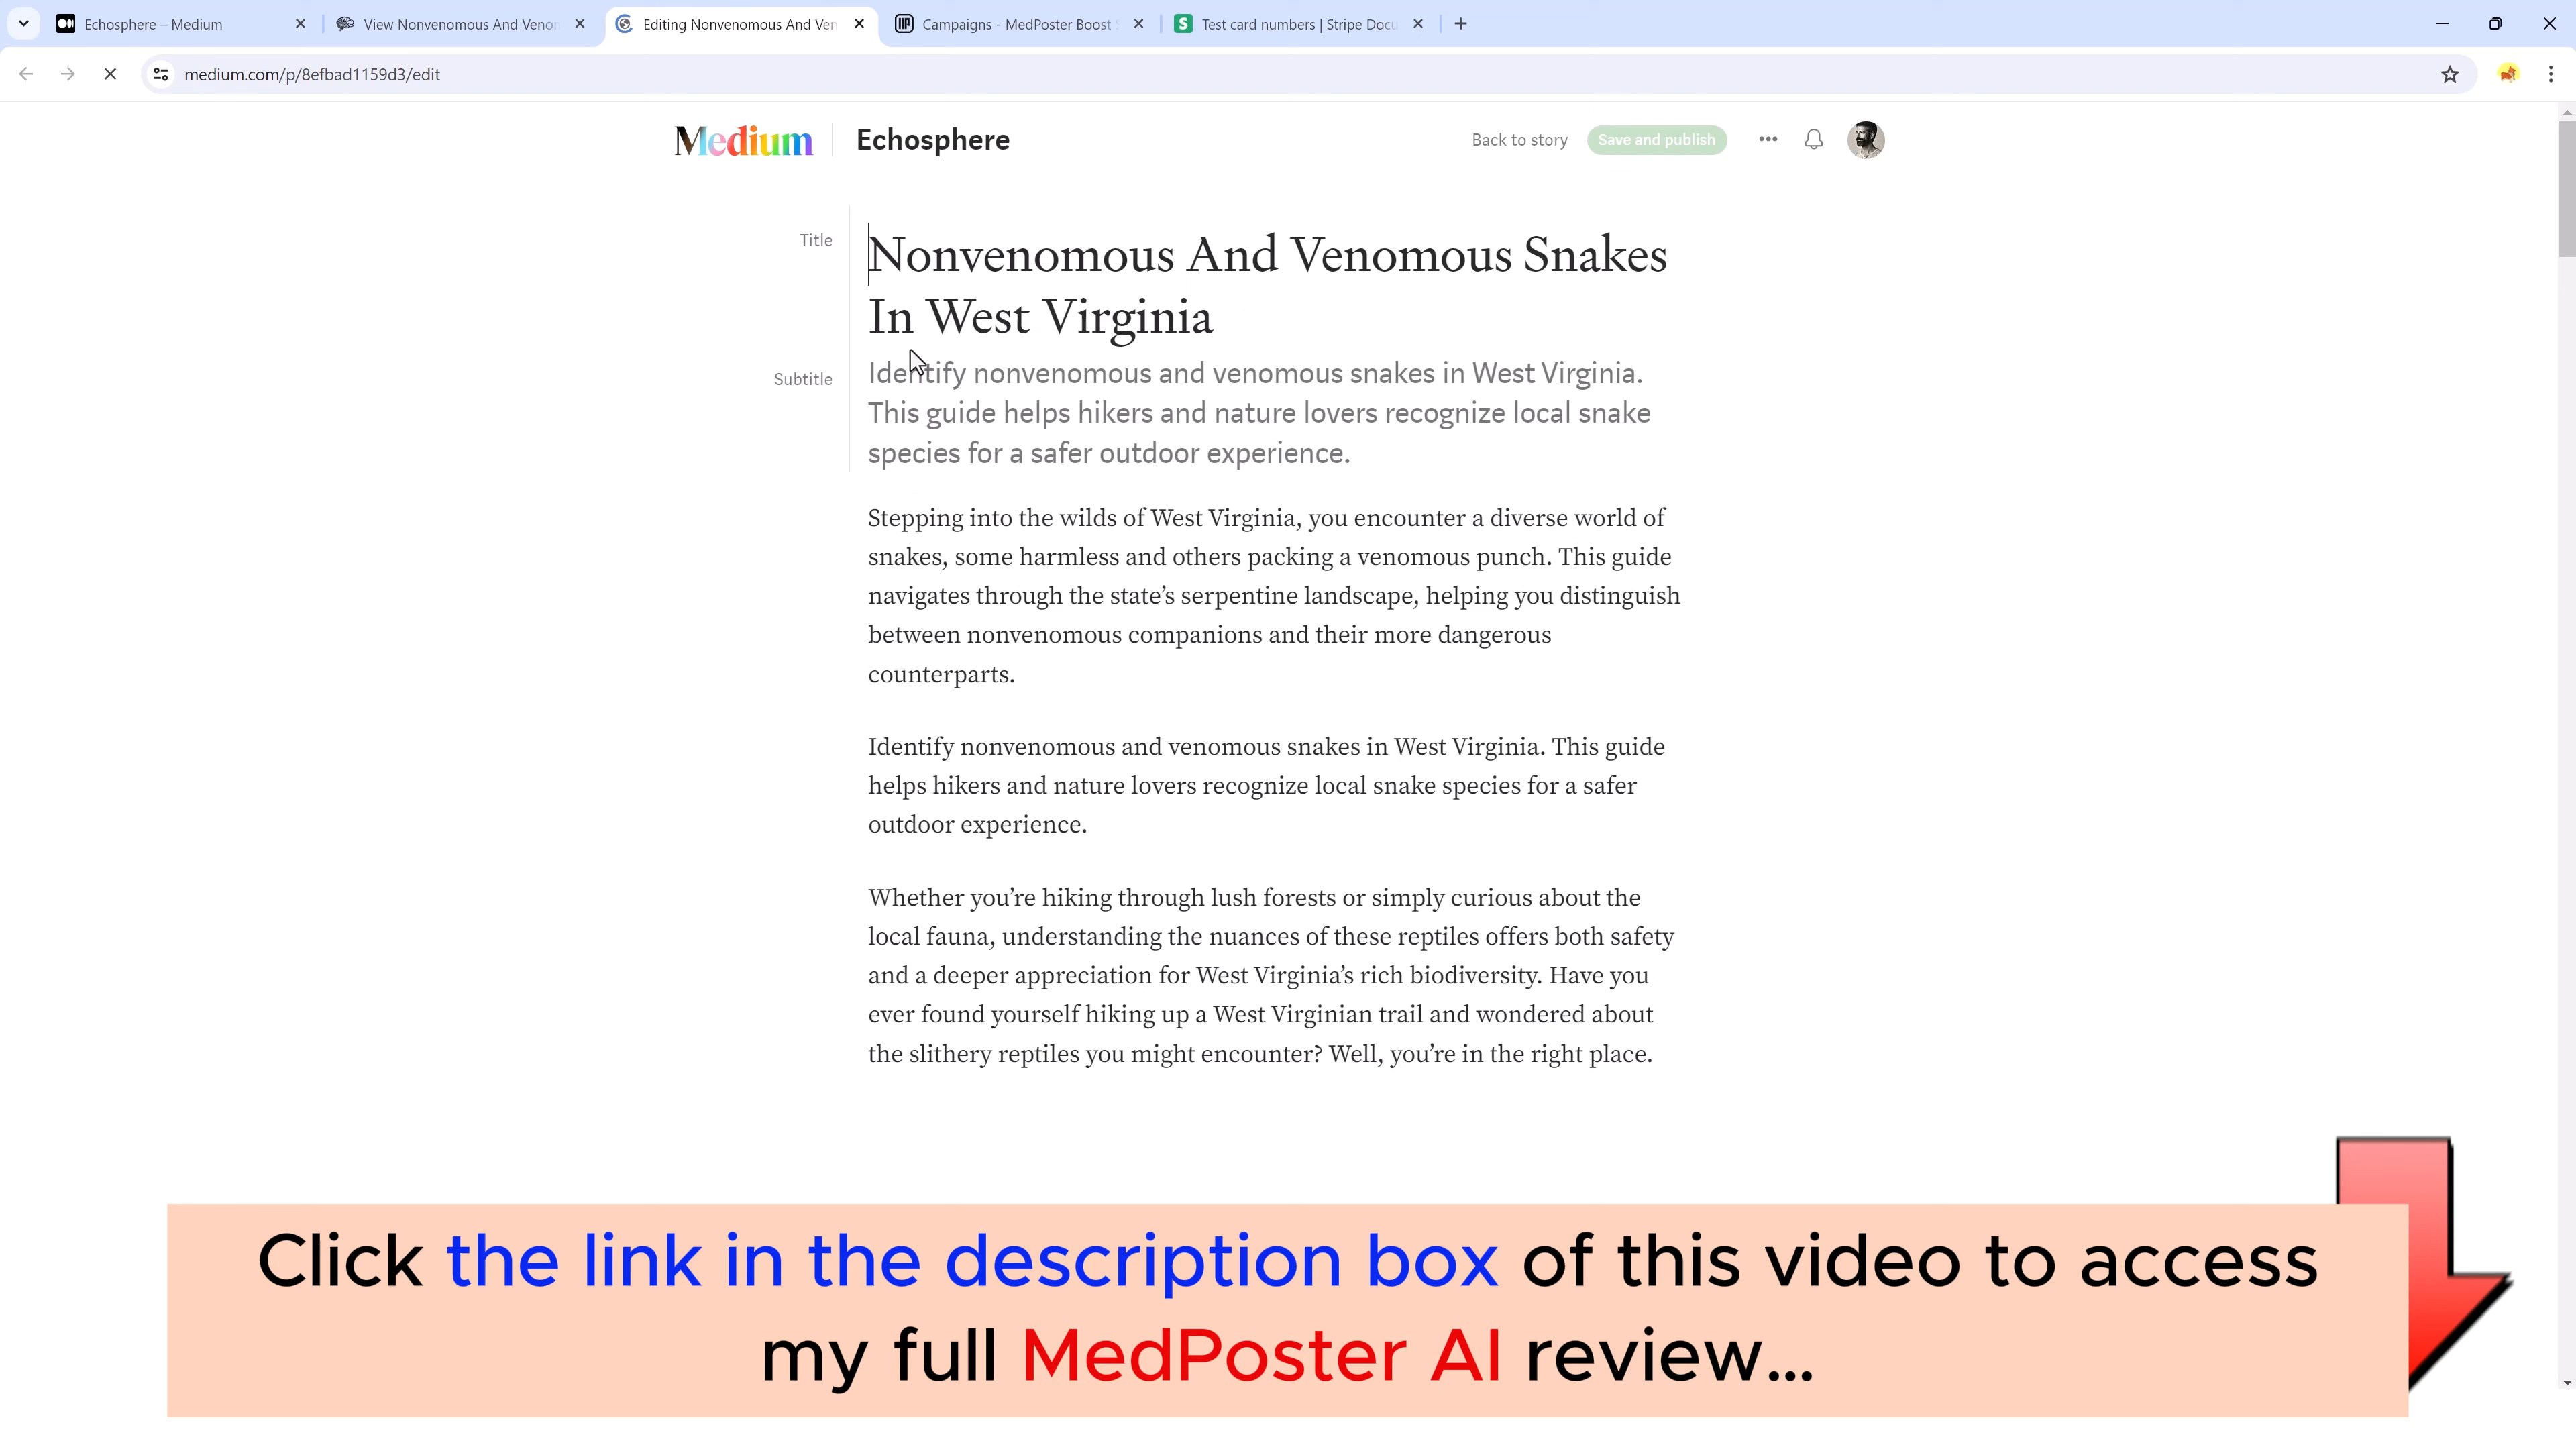 Echosphere – Medium
View Nonvenomous And Venom
Editing Nonvenomous And Ven
Campaigns - MedPoster Boost
Test card numbers | Stripe Docu
medium.com/p/8efbad1159d3/edit
Medium
Echosphere
Back to story
Save and publish
Title
Nonvenomous And Venomous Snakes
In West Virginia
Subtitle
Identify nonvenomous and venomous snakes in West Virginia.
This guide helps hikers and nature lovers recognize local snake
species for a safer outdoor experience.
Stepping into the wilds of West Virginia, you encounter a diverse world of
snakes, some harmless and others packing a venomous punch. This guide
navigates through the state’s serpentine landscape, helping you distinguish
between nonvenomous companions and their more dangerous
counterparts.
Identify nonvenomous and venomous snakes in West Virginia. This guide
helps hikers and nature lovers recognize local snake species for a safer
outdoor experience.
Whether you’re hiking through lush forests or simply curious about the
local fauna, understanding the nuances of these reptiles offers both safety
and a deeper appreciation for West Virginia’s rich biodiversity. Have you
ever found yourself hiking up a West Virginian trail and wondered about
the slithery reptiles you might encounter? Well, you’re in the right place.
Click the link in the description box of this video to access
my full MedPoster AI review...